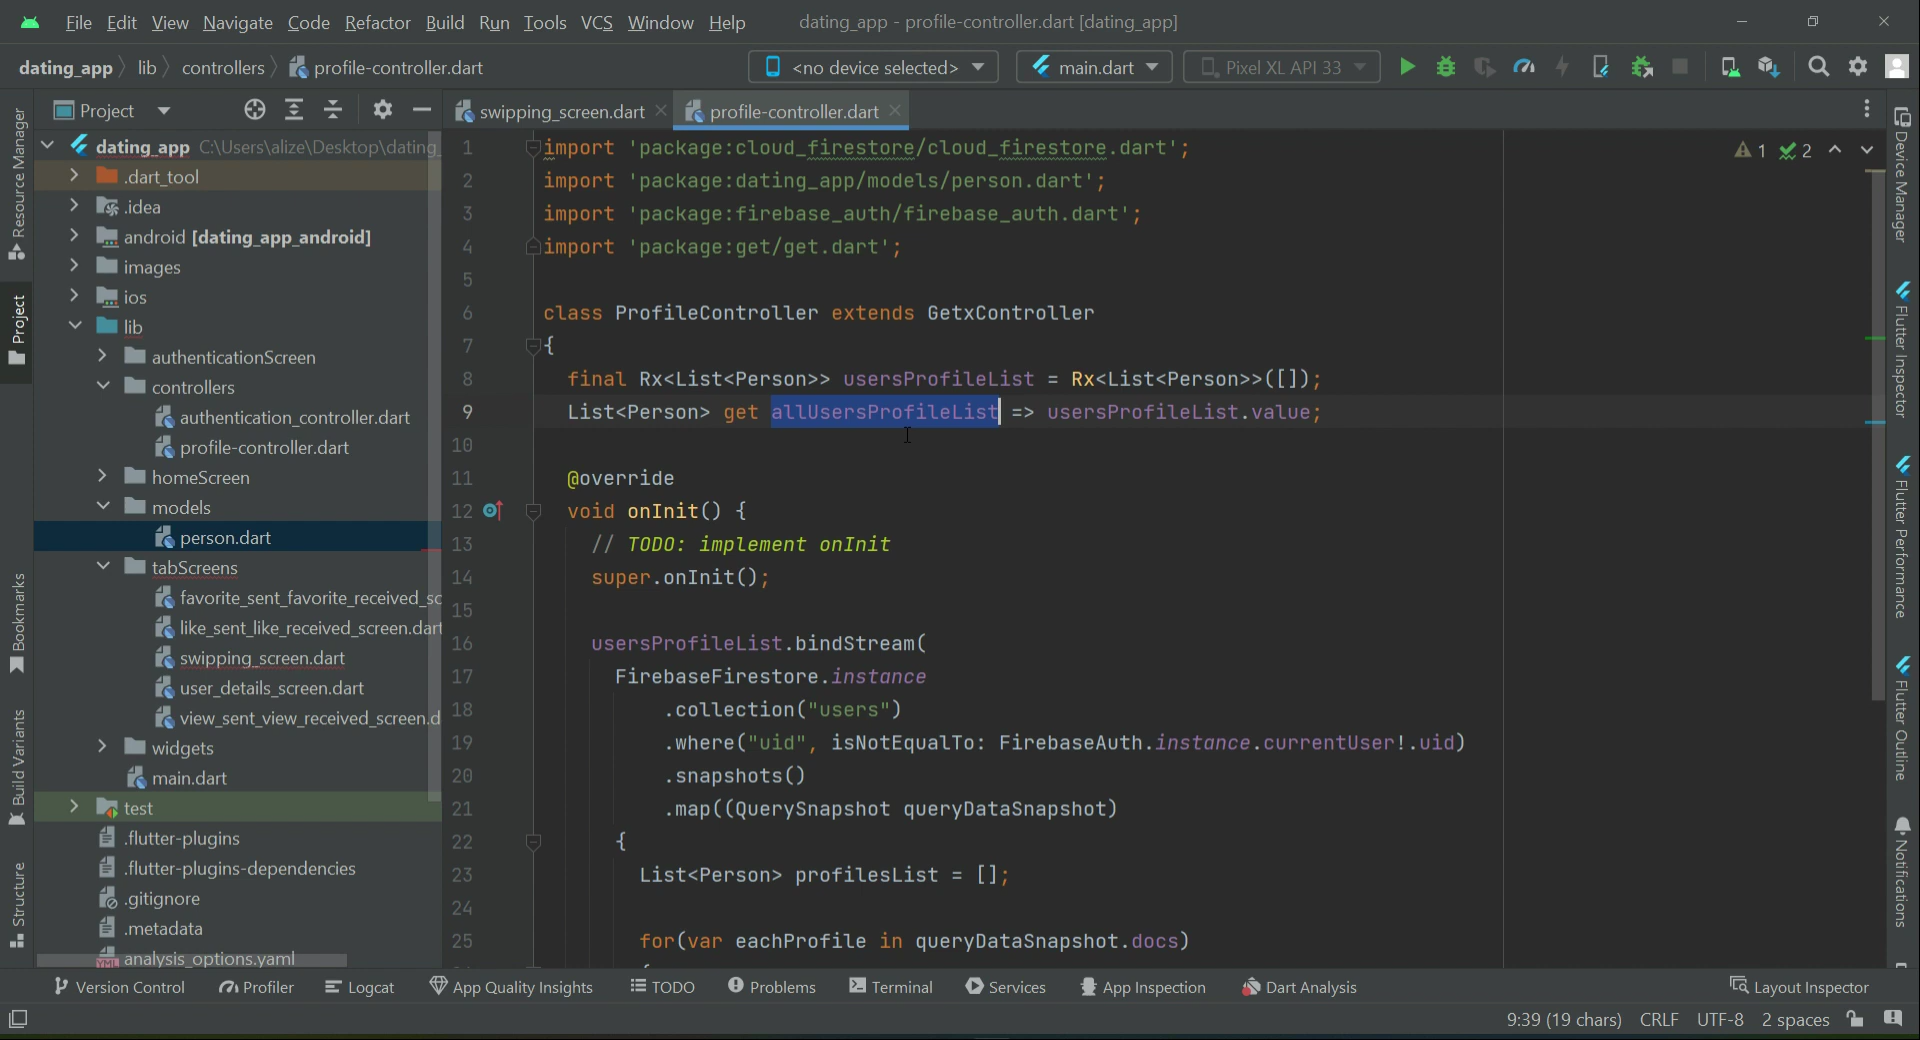 File Edit View Navigate Code Refactor Build Run Tools VCS Window Help dating_app - profile-controller.dart [dating_app]
dating_app lib controllers profile-controller.dart <no device selected> main.dart Pixel XL API 33
Project
swipping_screen.dart profile-controller.dart
Resource Manager
Project
Bookmarks
Build Variants
Structure
dating_app C:\Users\alize\Desktop\dating_
.dart_tool
.idea
android [dating_app_android]
images
ios
lib
authenticationScreen
controllers
authentication_controller.dart
profile-controller.dart
homeScreen
models
person.dart
tabScreens
favorite_sent_favorite_received_sc
like_sent_like_received_screen.dart
swipping_screen.dart
user_details_screen.dart
view_sent_view_received_screen.d
widgets
main.dart
test
.flutter-plugins
.flutter-plugins-dependencies
.gitignore
.metadata
analysis_options.yaml
1 import 'package:cloud_firestore/cloud_firestore.dart';
2 import 'package:dating_app/models/person.dart';
3 import 'package:firebase_auth/firebase_auth.dart';
4 import 'package:get/get.dart';
5
6 class ProfileController extends GetxController
7 {
8 final Rx<List<Person>> usersProfileList = Rx<List<Person>>([]);
9 List<Person> get allUsersProfileList => usersProfileList.value;
10
11 @override
12 void onInit() {
13 // TODO: implement onInit
14 super.onInit();
15
16 usersProfileList.bindStream(
17 FirebaseFirestore.instance
18 .collection("users")
19 .where("uid", isNotEqualTo: FirebaseAuth.instance.currentUser!.uid)
20 .snapshots()
21 .map((QuerySnapshot queryDataSnapshot)
22 {
23 List<Person> profilesList = [];
24
25 for(var eachProfile in queryDataSnapshot.docs)
1 2
Device Manager
Flutter Inspector
Flutter Performance
Flutter Outline
Notifications
Version Control Profiler Logcat App Quality Insights TODO Problems Terminal Services App Inspection Dart Analysis Layout Inspector
9:39 (19 chars) CRLF UTF-8 2 spaces